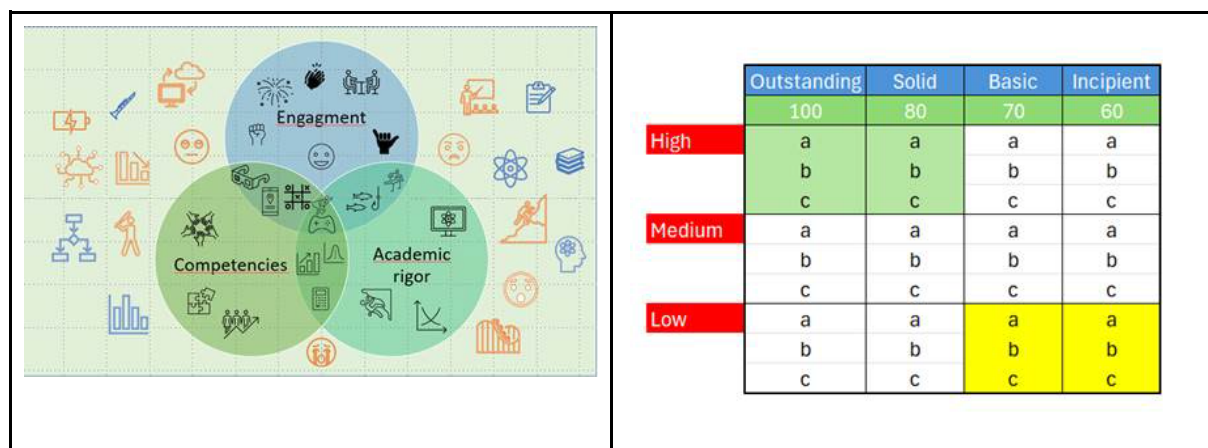 Engagment
Competencies
Academic
rigor
Outstanding Solid Basic Incipient
100 80 70 60
High a a a a
b b b b
c c c c
Medium a a a a
b b b b
c c c c
Low a a a a
b b b b
c c c c